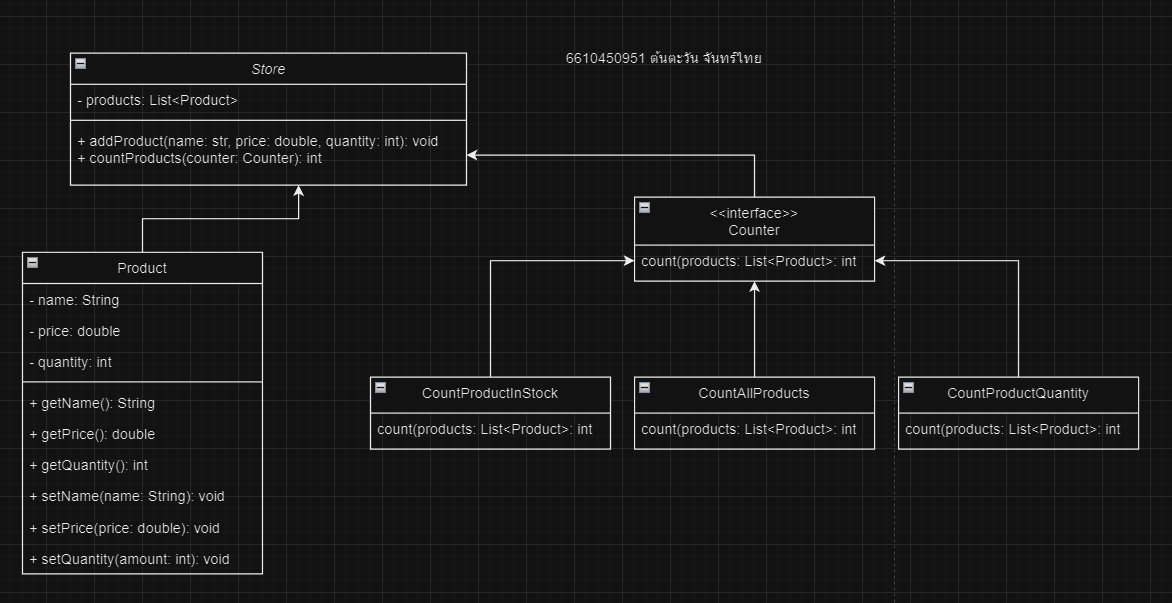 6610450951 ต้นตะวัน จันทร์ไทย
Store
- products: List<Product>
+ addProduct(name: str, price: double, quantity: int): void
+ countProducts(counter: Counter): int
<<interface>>
Counter
count(products: List<Product>: int
Product
- name: String
- price: double
- quantity: int
+ getName(): String
+ getPrice(): double
+ getQuantity(): int
+ setName(name: String): void
+ setPrice(price: double): void
+ setQuantity(amount: int): void
CountProductInStock
count(products: List<Product>: int
CountAllProducts
count(products: List<Product>: int
CountProductQuantity
count(products: List<Product>: int